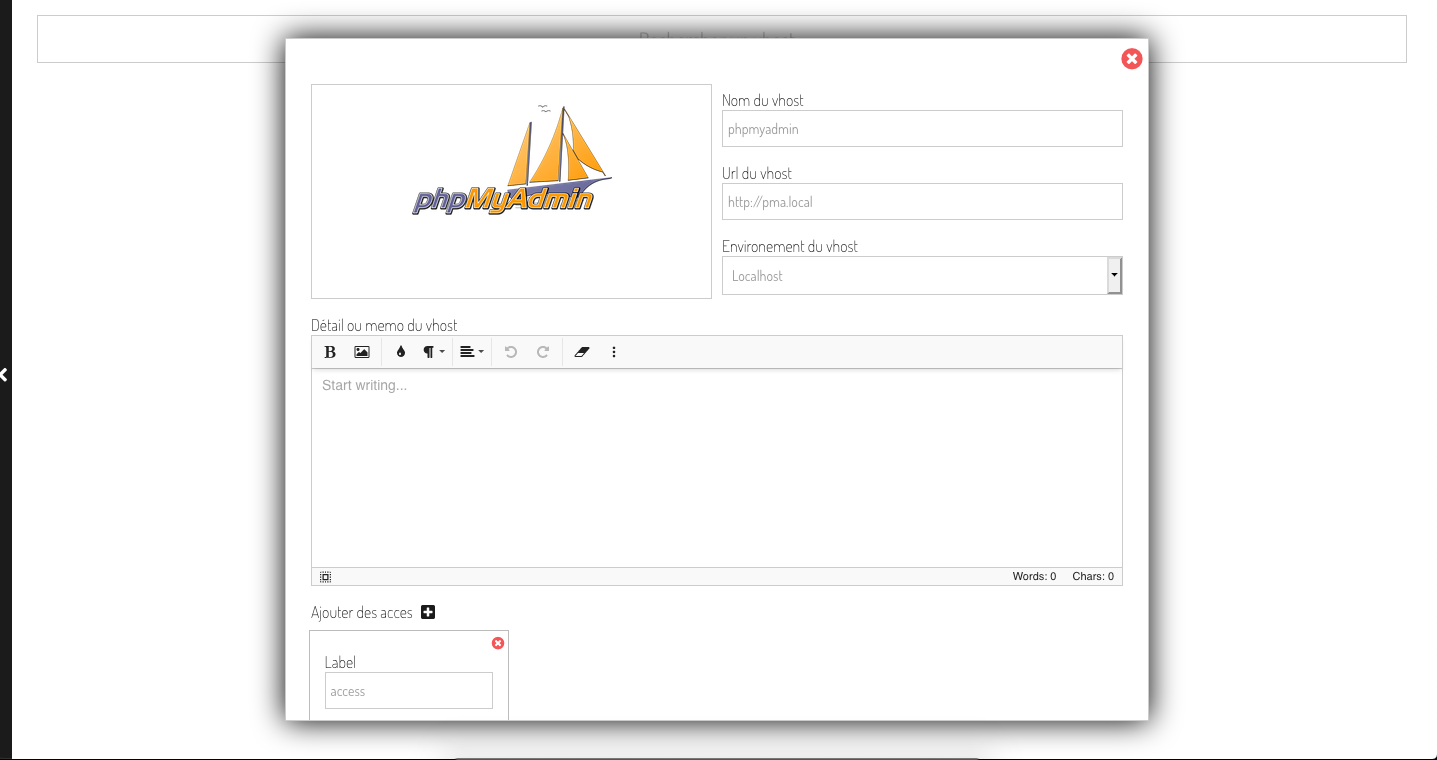 phpMyAdmin
Nom du vhost
phpmyadmin
Url du vhost
http://pma.local
Environement du vhost
Localhost
Détail ou memo du vhost
B
Start writing...
Words: 0 Chars: 0
Ajouter des acces
Label
access